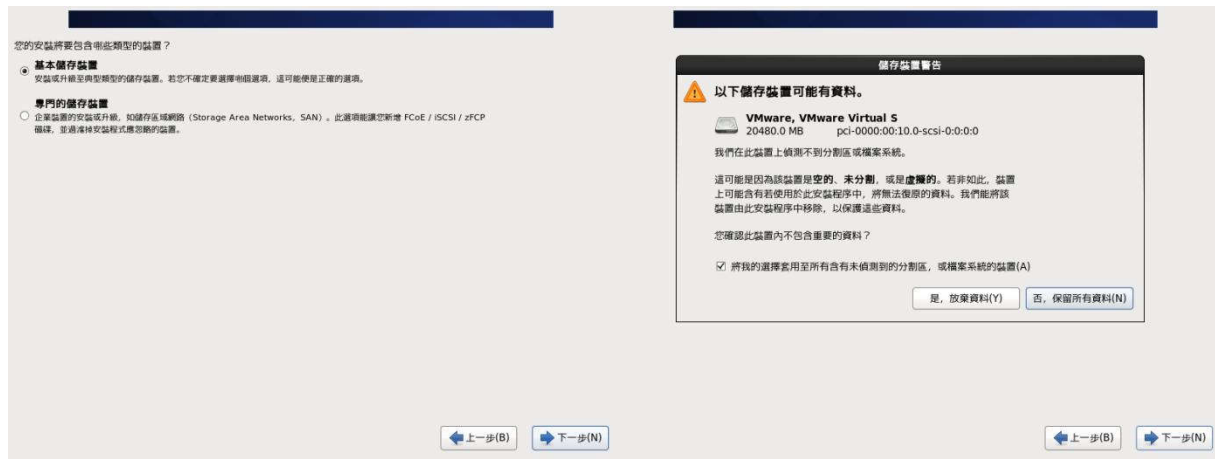 您的安裝將要包含哪些類型的裝置？
基本儲存裝置
安裝或升級至典型類型的儲存裝置。若您不確定要選擇哪個選項，這可能便是正確的選項。
專門的儲存裝置
企業裝置的安裝或升級，如儲存區域網路（Storage Area Networks，SAN）。此選項能讓您新增 FCoE / iSCSI / zFCP
磁碟，並過濾掉安裝程式應忽略的裝置。
上一步(B)
下一步(N)
儲存裝置警告
以下儲存裝置可能有資料。
VMware, VMware Virtual S
20480.0 MB pci-0000:00:10.0-scsi-0:0:0:0
我們在此裝置上偵測不到分割區或檔案系統。
這可能是因為該裝置是空的、未分割，或是虛擬的。若非如此，裝置
上可能含有若使用於此安裝程序中，將無法復原的資料。我們能將該
裝置由此安裝程序中移除，以保護這些資料。
您確認此裝置內不包含重要的資料？
將我的選擇套用至所有含有未偵測到的分割區，或檔案系統的裝置(A)
是，放棄資料(Y)
否，保留所有資料(N)
上一步(B)
下一步(N)